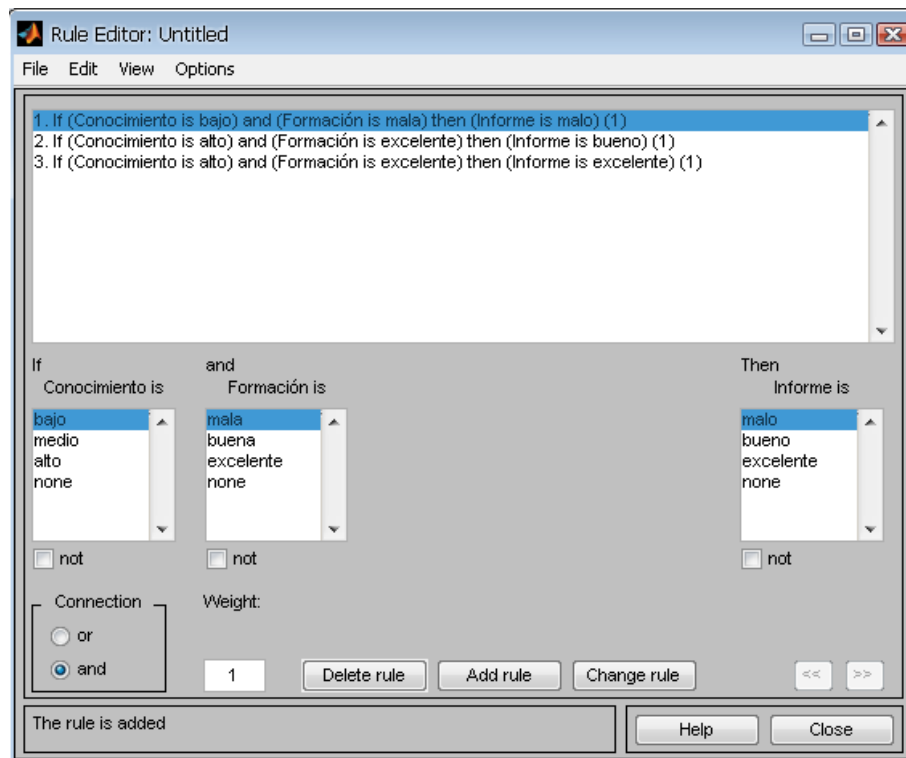 Rule Editor: Untitled
File Edit View Options
1. If (Conocimiento is bajo) and (Formación is mala) then (Informe is malo) (1)
2. If (Conocimiento is alto) and (Formación is excelente) then (Informe is bueno) (1)
3. If (Conocimiento is alto) and (Formación is excelente) then (Informe is excelente) (1)
If and Then
Conocimiento is Formación is Informe is
bajo mala malo
medio buena bueno
alto excelente excelente
none none none
not not not
Connection Weight:
or
and 1 Delete rule Add rule Change rule << >>
The rule is added Help Close